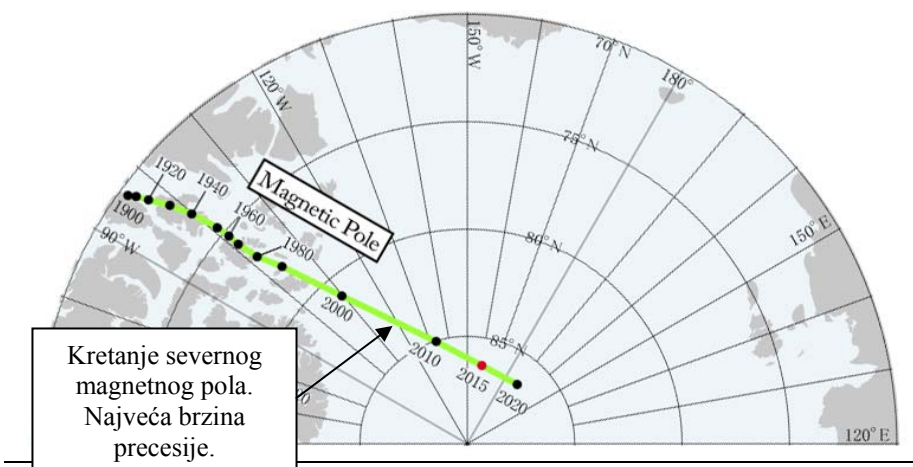 150°W
70°N
180°
120°W
75°N
1920
1940
Magnetic Pole
1900
1960
90°W
1980
80°N
150°E
2000
85°N
2010
2015
2020
120°E
Kretanje severnog
magnetnog pola.
Najveća brzina
precesije.